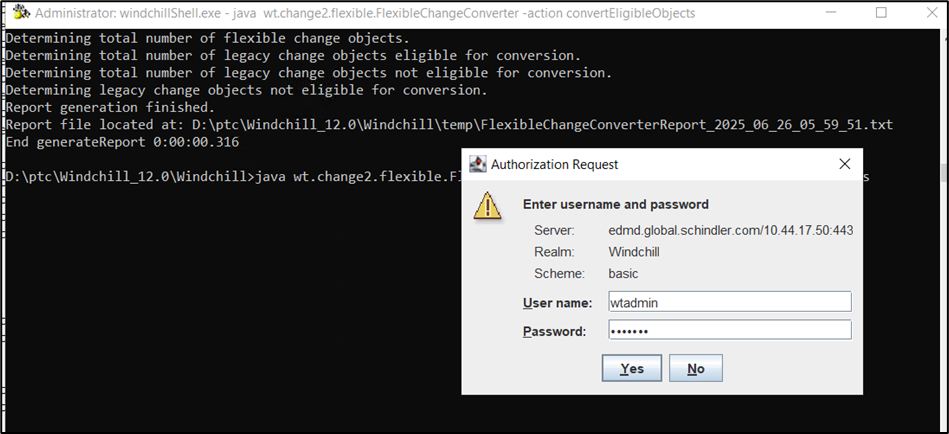 Administrator: windchillShell.exe - java  wt.change2.flexible.FlexibleChangeConverter -action convertEligibleObjects
Determining total number of flexible change objects.
Determining total number of legacy change objects eligible for conversion.
Determining total number of legacy change objects not eligible for conversion.
Determining legacy change objects not eligible for conversion.
Report generation finished.
Report file located at: D:\ptc\Windchill_12.0\Windchill\temp\FlexibleChangeConverterReport_2025_06_26_05_59_51.txt
End generateReport 0:00:00.316
D:\ptc\Windchill_12.0\Windchill>java wt.change2.flexible.F s
Authorization Request
Enter username and password
Server: edmd.global.schindler.com/10.44.17.50:443
Realm: Windchill
Scheme: basic
User name: wtadmin
Password: •••••••
Yes No